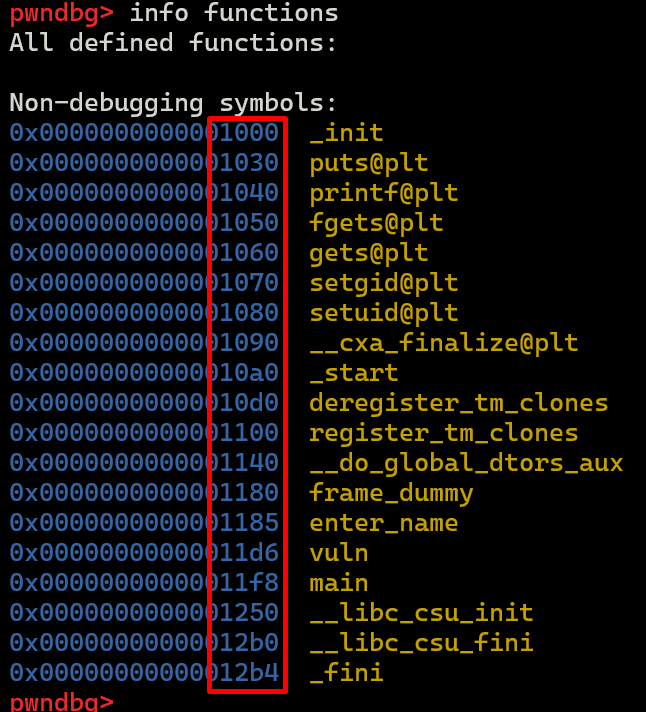 pwndbg> info functions
All defined functions:

Non-debugging symbols:
0x0000000000001000  _init
0x0000000000001030  puts@plt
0x0000000000001040  printf@plt
0x0000000000001050  fgets@plt
0x0000000000001060  gets@plt
0x0000000000001070  setgid@plt
0x0000000000001080  setuid@plt
0x0000000000001090  __cxa_finalize@plt
0x00000000000010a0  _start
0x00000000000010d0  deregister_tm_clones
0x0000000000001100  register_tm_clones
0x0000000000001140  __do_global_dtors_aux
0x0000000000001180  frame_dummy
0x0000000000001185  enter_name
0x00000000000011d6  vuln
0x00000000000011f8  main
0x0000000000001250  __libc_csu_init
0x00000000000012b0  __libc_csu_fini
0x00000000000012b4  _fini
pwndbg>